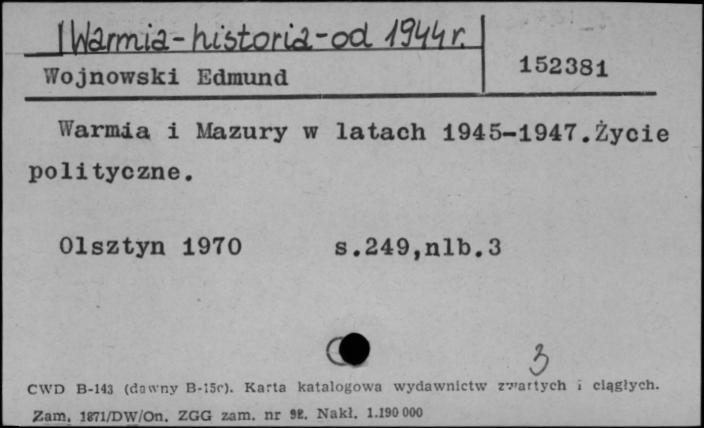 Warmia-historia-od 1944r.
Wojnowski Edmund
152381
Warmia i Mazury w latach 1945-1947.Życie
polityczne.
Olsztyn 1970 s.249,nlb.3
3
CWD B-143 (dawny B-15c). Karta katalogowa wydawnictw zwartych i ciągłych.
Zam. 1871/DW/On. ZGG zam. nr 92. Nakł. 1.190 000